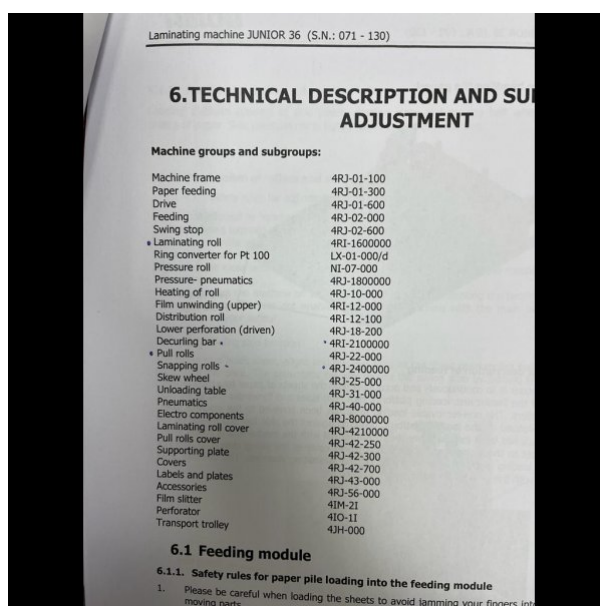 Laminating machine JUNIOR 36 (S.N.: 071 - 130)
6.TECHNICAL DESCRIPTION AND
ADJUSTMENT
Machine groups and subgroups:
Machine frame 4RJ-01-100
Paper feeding 4RJ-01-300
Drive 4RJ-01-600
Feeding 4RJ-02-000
Swing stop 4RJ-02-600
Laminating roll 4RI-1600000
Ring converter for Pt 100 LX-01-000/d
Pressure roll NI-07-000
Pressure- pneumatics 4RJ-1800000
Heating of roll 4RJ-10-000
Film unwinding (upper) 4RI-12-000
Distribution roll 4RI-12-100
Lower perforation (driven) 4RJ-18-200
Decurling bar 4RI-2100000
Pull rolls 4RJ-22-000
Snapping rolls 4RJ-2400000
Skew wheel 4RJ-25-000
Unloading table 4RJ-31-000
Pneumatics 4RJ-40-000
Electro components 4RJ-8000000
Laminating roll cover 4RJ-4210000
Pull rolls cover 4RJ-42-250
Supporting plate 4RJ-42-300
Covers 4RJ-42-700
Labels and plates 4RJ-43-000
Accessories 4RJ-56-000
Film slitter 4IM-2I
Perforator 4IO-1I
Transport trolley 4JH-000
6.1 Feeding module
6.1.1. Safety rules for paper pile loading into the feeding module
1. Please be careful when loading the sheets to avoid jamming your fingers
moving parts